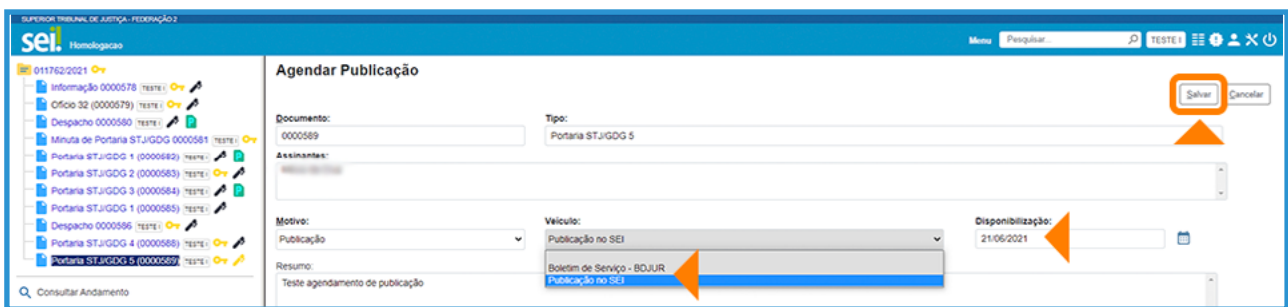 SUPERIOR TRIBUNAL DE JUSTIÇA - FEDERAÇÃO 2
sei! Homologacao
Menu Pesquisar... TESTE
011762/2021
Informação 0000578 TESTE
Ofício 32 (0000579) TESTE
Despacho 0000580 TESTE P
Minuta de Portaria STJ/GDG 0000581 TESTE
Portaria STJ/GDG 1 (0000582) TESTE P
Portaria STJ/GDG 2 (0000583) TESTE
Portaria STJ/GDG 3 (0000584) TESTE P
Portaria STJ/GDG 1 (0000585) TESTE
Despacho 0000586 TESTE
Portaria STJ/GDG 4 (0000588) TESTE
Portaria STJ/GDG 5 (0000589) TESTE
Consultar Andamento
Agendar Publicação
Salvar Cancelar
Documento: Tipo:
0000589 Portaria STJ/GDG 5
Assinantes:
Motivo: Veículo: Disponibilização:
Publicação Publicação no SEI 21/06/2021
Boletim de Serviço - BDJUR
Publicação no SEI
Resumo:
Teste agendamento de publicação